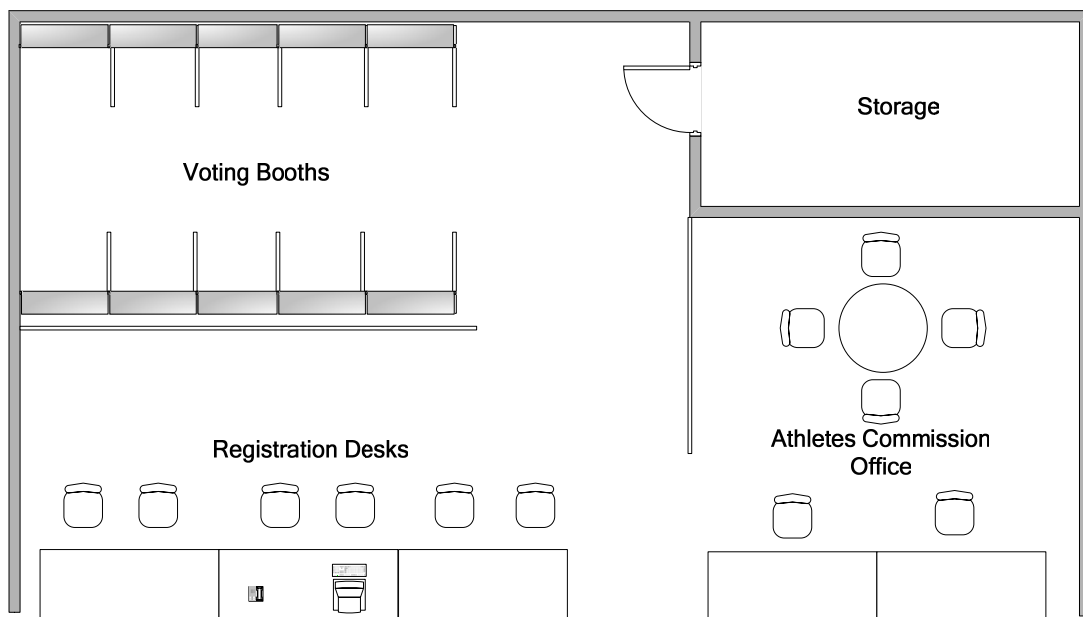 Storage
Voting Booths
Registration Desks
Athletes Commission
Office